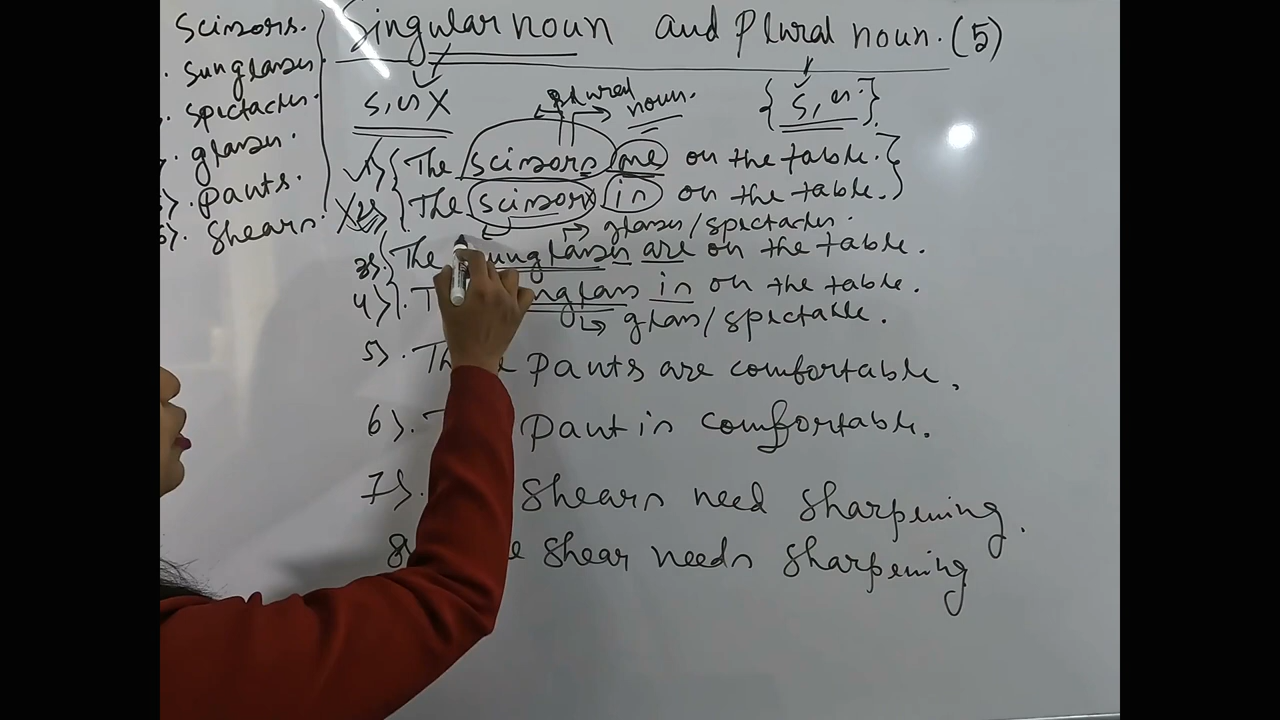 Scissors.
sunglasses.
spectacles.
glasses.
pants.
shears.
Singular noun and Plural noun. (5)
s, es X
plural noun.
{ s, es. }
1) { The scissors are on the table. }
X 2) { The scissor is on the table. }
glasses/spectacles.
3) { The sunglasses are on the table.
4) sunglass is on the table.
glass/spectacle.
5). pants are comfortable.
6). pant is comfortable.
7). shears need sharpening.
8 shear needs sharpening